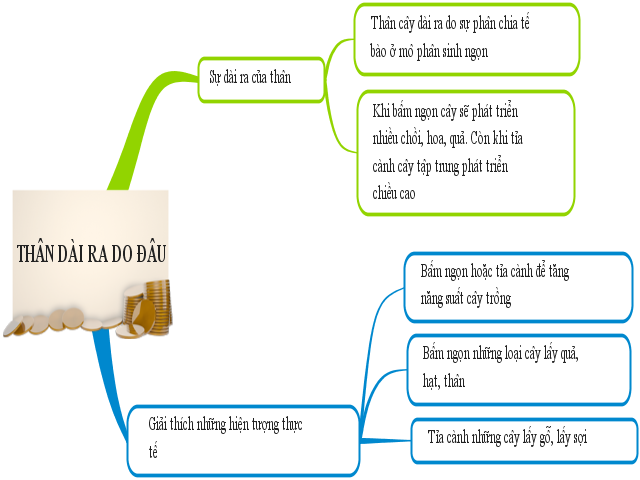 Thân cây dài ra do sự phân chia tế
bào ở mô phân sinh ngọn
Sự dài ra của thân
Khi bấm ngọn cây sẽ phát triển
nhiều chồi, hoa, quả. Còn khi tỉa
cành cây tập trung phát triển
chiều cao
THÂN DÀI RA DO ĐÂU
Bấm ngọn hoặc tỉa cành để tăng
năng suất cây trồng
Bấm ngọn những loại cây lấy quả,
hạt, thân
Giải thích những hiện tượng thực
tế
Tỉa cành những cây lấy gỗ, lấy sợi